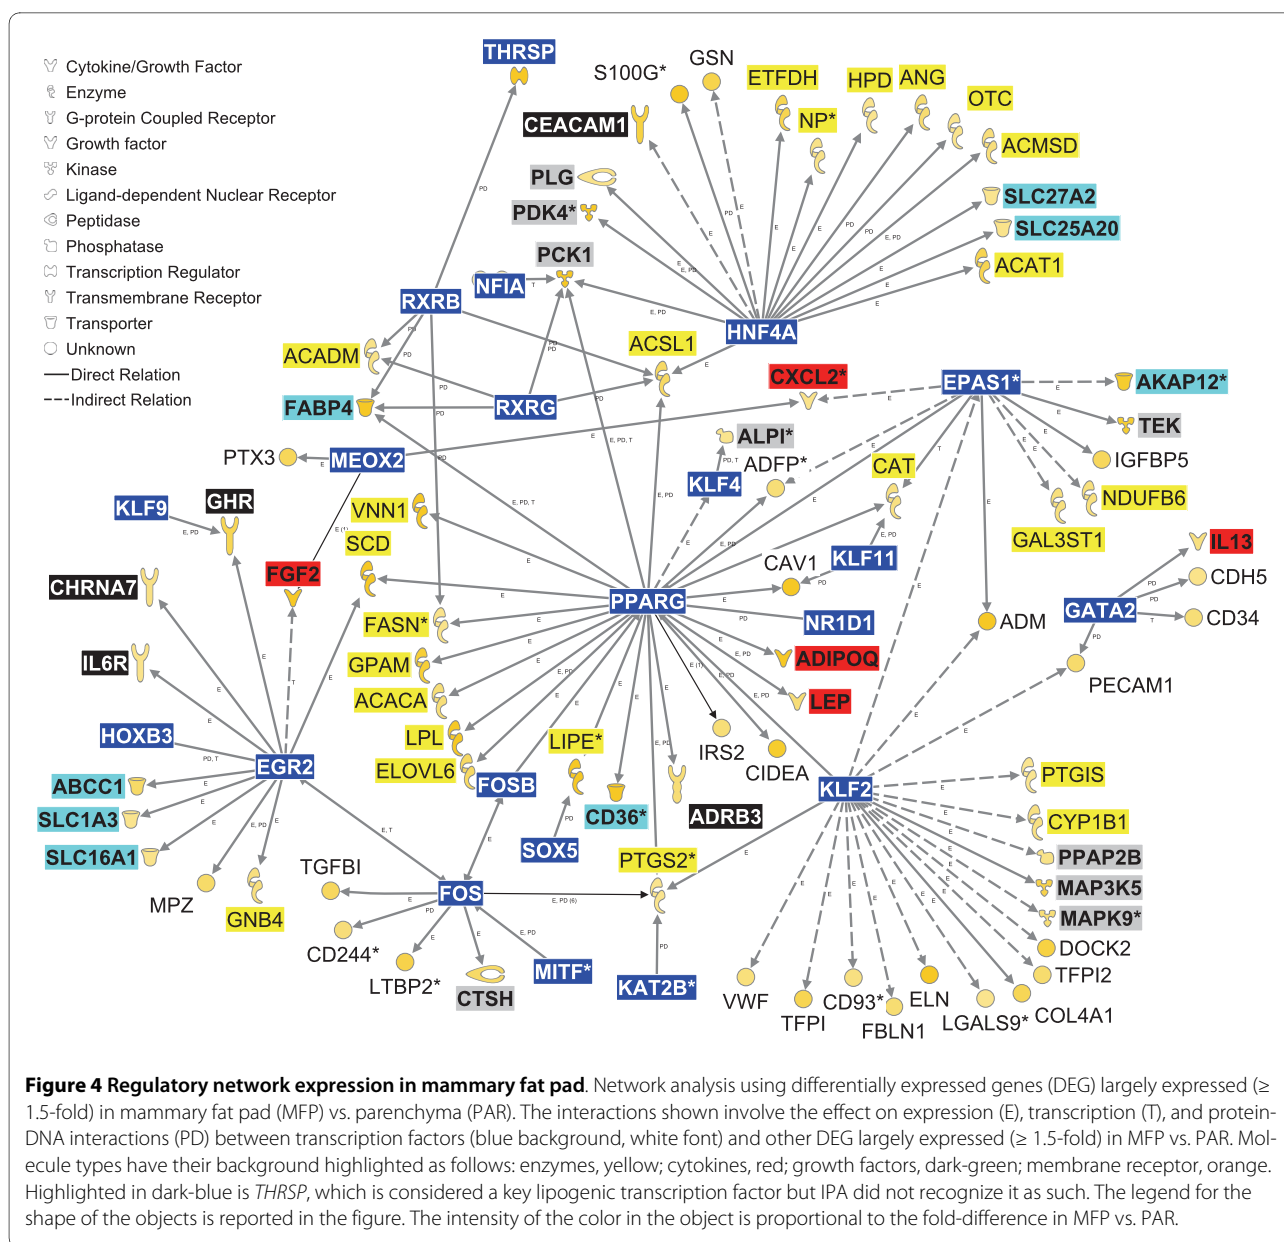 Cytokine/Growth Factor
Enzyme
G-protein Coupled Receptor
Growth factor
Kinase
Ligand-dependent Nuclear Receptor
Peptidase
Phosphatase
Transcription Regulator
Transmembrane Receptor
Transporter
Unknown
Direct Relation
Indirect Relation
THRSP
S100G*
GSN
ETFDH
HPD
ANG
OTC
NP*
CEACAM1
ACMSD
PLG
SLC27A2
PDK4*
SLC25A20
PCK1
ACAT1
NFIA
RXRB
HNF4A
ACSL1
ACADM
CXCL2*
EPAS1*
AKAP12*
FABP4
RXRG
TEK
ALPI*
PTX3
MEOX2
ADFP*
CAT
IGFBP5
KLF4
NDUFB6
GHR
KLF9
VNN1
GAL3ST1
SCD
IL13
CAV1
KLF11
FGF2
CHRNA7
CDH5
PPARG
GATA2
CD34
FASN*
NR1D1
ADM
IL6R
GPAM
ADIPOQ
PECAM1
ACACA
LEP
HOXB3
LPL
LIPE*
IRS2
EGR2
ELOVL6
CIDEA
PTGIS
ABCC1
FOSB
KLF2
SLC1A3
CD36*
ADRB3
CYP1B1
SLC16A1
SOX5
PTGS2*
PPAP2B
TGFBI
MAP3K5
MPZ
FOS
GNB4
MAPK9*
CD244*
DOCK2
LTBP2*
MITF*
TFPI2
CTSH
KAT2B*
VWF
CD93*
ELN
COL4A1
TFPI
FBLN1
LGALS9*
Figure 4 Regulatory network expression in mammary fat pad. Network analysis using differentially expressed genes (DEG) largely expressed (≥
1.5-fold) in mammary fat pad (MFP) vs. parenchyma (PAR). The interactions shown involve the effect on expression (E), transcription (T), and protein-
DNA interactions (PD) between transcription factors (blue background, white font) and other DEG largely expressed (≥ 1.5-fold) in MFP vs. PAR. Mol-
ecule types have their background highlighted as follows: enzymes, yellow; cytokines, red; growth factors, dark-green; membrane receptor, orange.
Highlighted in dark-blue is THRSP, which is considered a key lipogenic transcription factor but IPA did not recognize it as such. The legend for the
shape of the objects is reported in the figure. The intensity of the color in the object is proportional to the fold-difference in MFP vs. PAR.